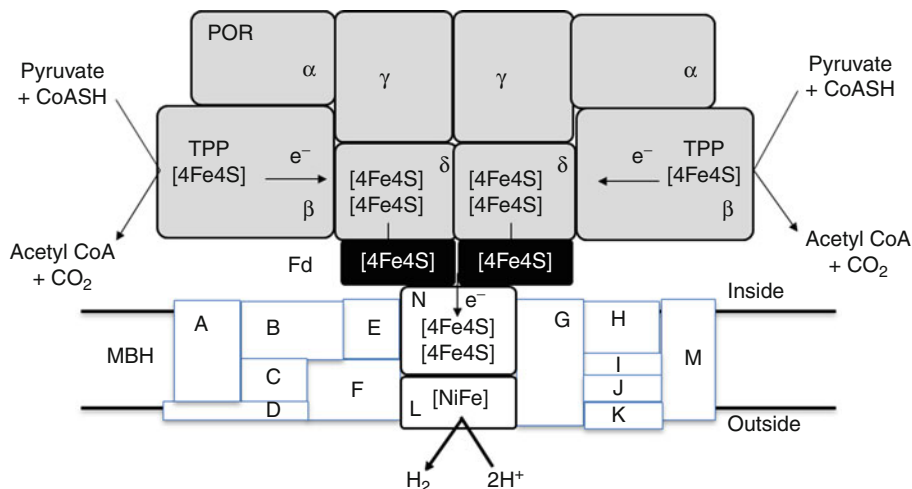 POR
α
γ
γ
α
Pyruvate
+ CoASH
Pyruvate
+ CoASH
TPP
[4Fe4S]
e⁻
β
δ
[4Fe4S]
[4Fe4S]
δ
[4Fe4S]
[4Fe4S]
e⁻
TPP
[4Fe4S]
β
Acetyl CoA
+ CO₂
Acetyl CoA
+ CO₂
Fd
[4Fe4S]
[4Fe4S]
Inside
MBH
A
B
C
D
E
F
N
e⁻
[4Fe4S]
[4Fe4S]
L
[NiFe]
G
H
I
J
K
M
Outside
H₂
2H⁺